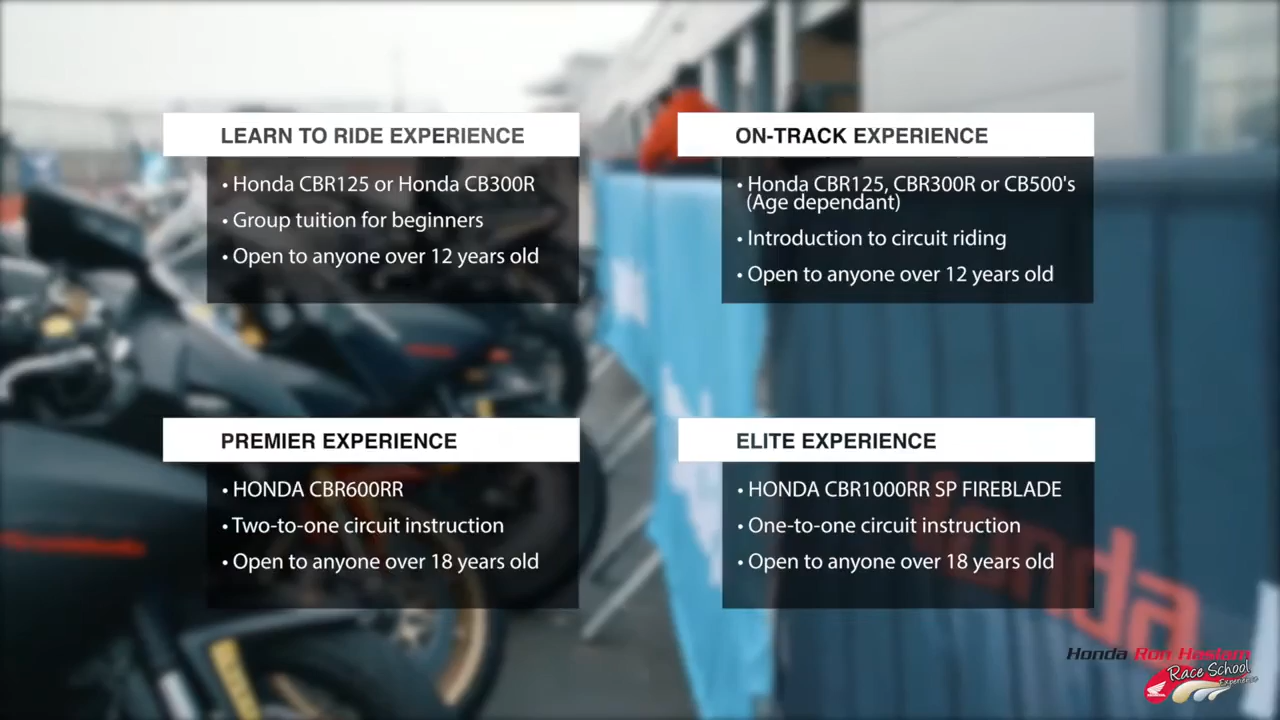 LEARN TO RIDE EXPERIENCE
• Honda CBR125 or Honda CB300R
• Group tuition for beginners
• Open to anyone over 12 years old
ON-TRACK EXPERIENCE
• Honda CBR125, CBR300R or CB500's
(Age dependant)
• Introduction to circuit riding
• Open to anyone over 12 years old
PREMIER EXPERIENCE
• HONDA CBR600RR
• Two-to-one circuit instruction
• Open to anyone over 18 years old
ELITE EXPERIENCE
• HONDA CBR1000RR SP FIREBLADE
• One-to-one circuit instruction
• Open to anyone over 18 years old
Honda
Honda Ron Haslam
Race School
Experience